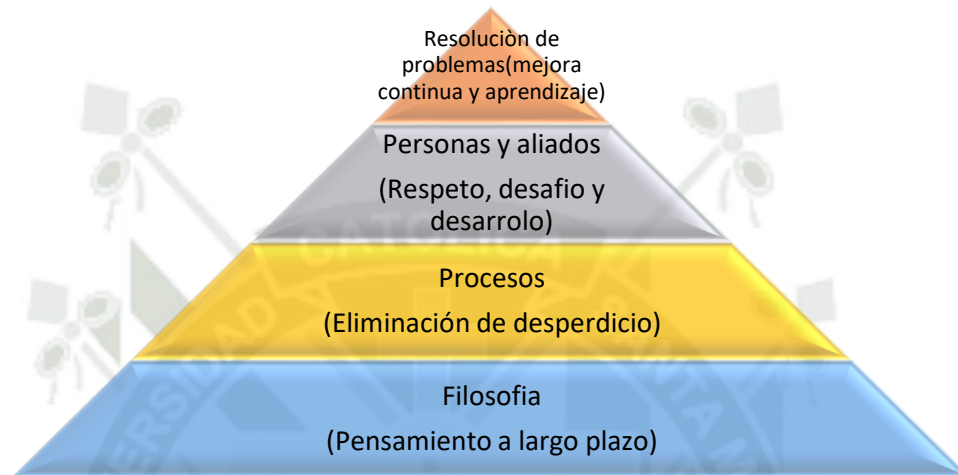 Resoluciòn de
problemas(mejora
continua y aprendizaje)
Personas y aliados
(Respeto, desafio y
desarrolo)
Procesos
(Eliminación de desperdicio)
Filosofia
(Pensamiento a largo plazo)
CATOLICA